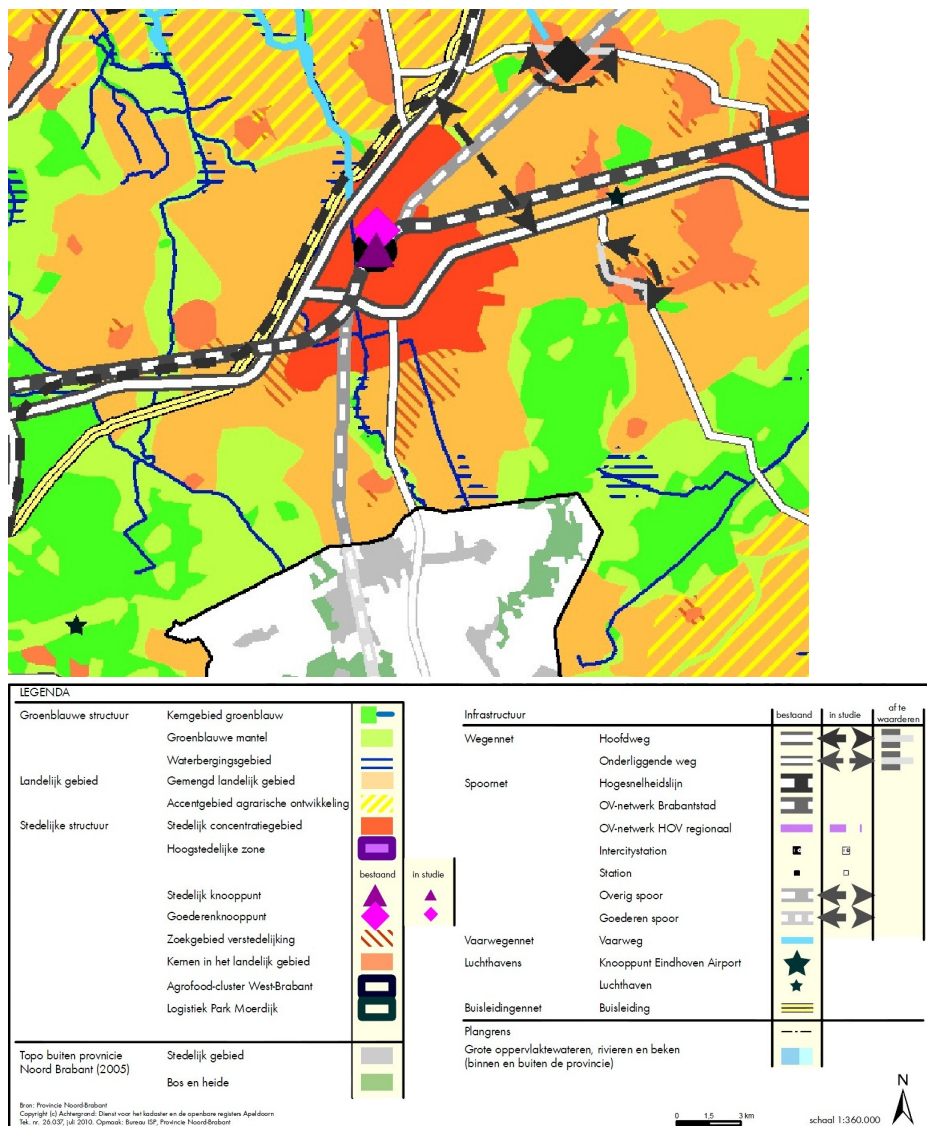 LEGENDA
Groenblauwe structuur Kerngebied groenblauw
Groenblauwe mantel
Waterbergingsgebied
Landelijk gebied Gemengd landelijk gebied
Accentgebied agrarische ontwikkeling
Stedelijke structuur Stedelijk concentratiegebied
Hoogstedelijke zone
bestaand in studie
Stedelijk knooppunt
Goederenknooppunt
Zoekgebied verstedelijking
Kernen in het landelijk gebied
Agrofood-cluster West-Brabant
Logistiek Park Moerdijk
Topo buiten provnicie Stedelijk gebied
Noord Brabant (2005)
Bos en heide
Bron: Provincie Noord-Brabant
Copyright (c) Achtergrond: Dienst voor het kadaster en de openbare registers Apeldoorn
Tek. nr. 26.037, juli 2010. Opmaak: Bureau ISP, Provincie Noord-Brabant
Infrastructuur bestaand in studie af te waarderen
Wegennet Hoofdweg
Onderliggende weg
Spoornet Hogesnelheidslijn
OV-netwerk Brabantstad
OV-netwerk HOV regionaal
Intercitystation
Station
Overig spoor
Goederen spoor
Vaarwegennet Vaarweg
Luchthavens Knooppunt Eindhoven Airport
Luchthaven
Buisleidingennet Buisleiding
Plangrens
Grote oppervlaktewateren, rivieren en beken
(binnen en buiten de provincie)
N
0 1,5 3 km schaal 1:360.000